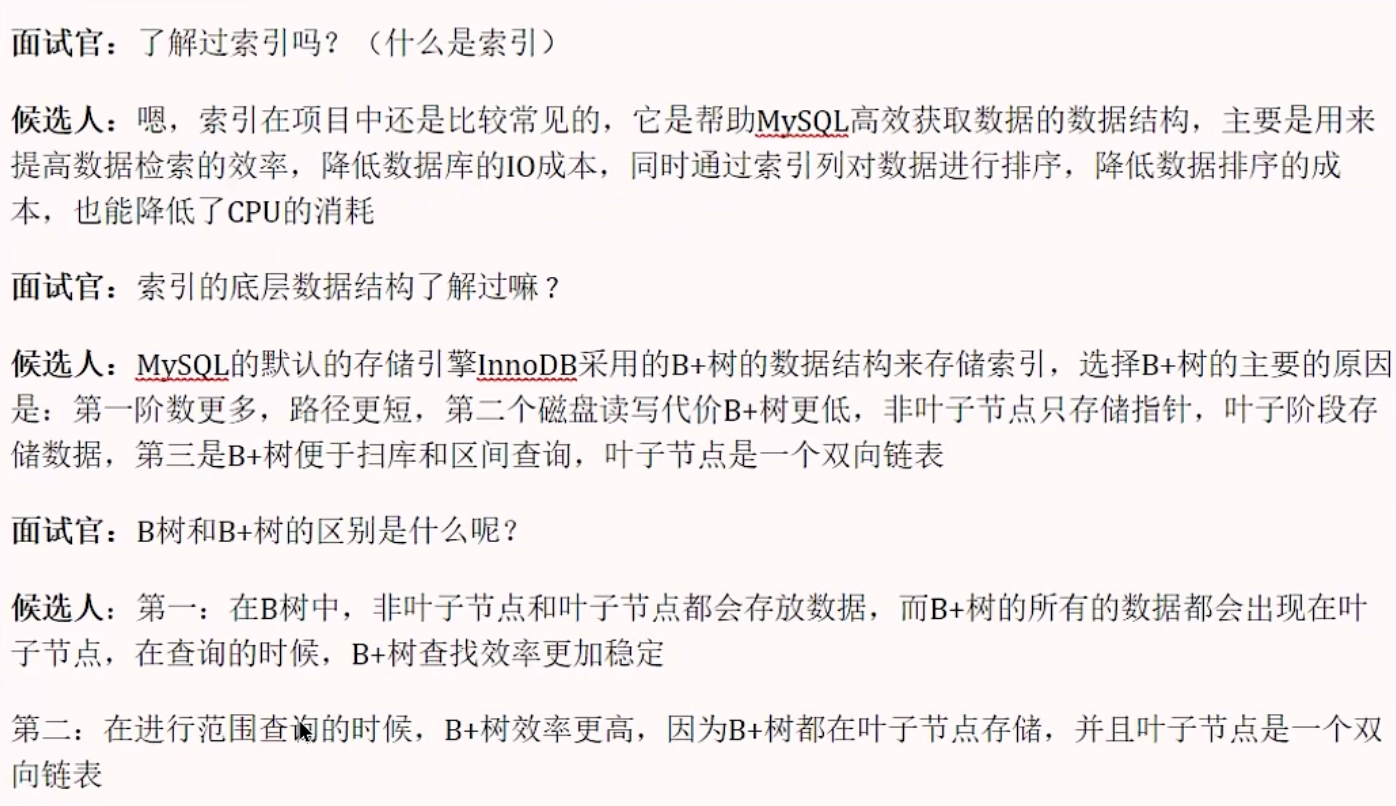 面试官：了解过索引吗？（什么是索引）
候选人：嗯，索引在项目中还是比较常见的，它是帮助MySQL高效获取数据的数据结构，主要是用来
提高数据检索的效率，降低数据库的IO成本，同时通过索引列对数据进行排序，降低数据排序的成
本，也能降低了CPU的消耗
面试官：索引的底层数据结构了解过嘛？
候选人：MySQL的默认的存储引擎InnoDB采用的B+树的数据结构来存储索引，选择B+树的主要的原因
是：第一阶数更多，路径更短，第二个磁盘读写代价B+树更低，非叶子节点只存储指针，叶子阶段存
储数据，第三是B+树便于扫库和区间查询，叶子节点是一个双向链表
面试官：B树和B+树的区别是什么呢？
候选人：第一：在B树中，非叶子节点和叶子节点都会存放数据，而B+树的所有的数据都会出现在叶
子节点，在查询的时候，B+树查找效率更加稳定
第二：在进行范围查询的时候，B+树效率更高，因为B+树都在叶子节点存储，并且叶子节点是一个双
向链表